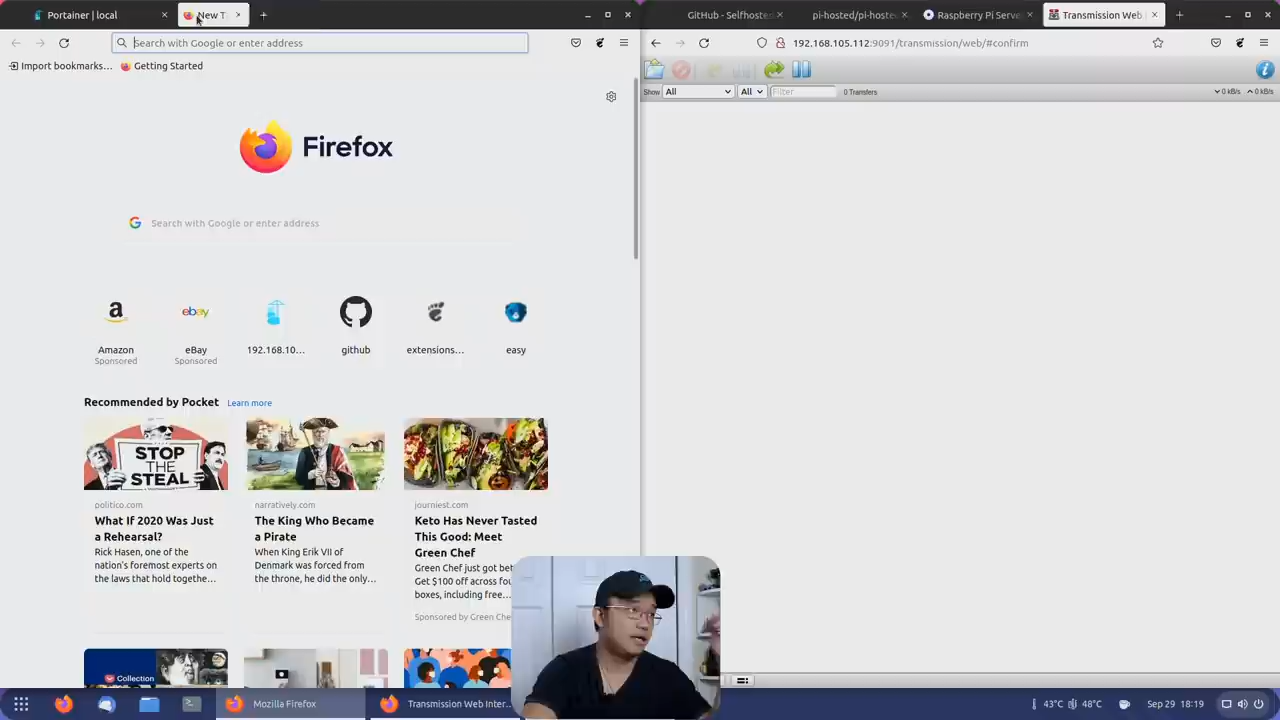 Portainer | local
New T
GitHub - Selfhosted
pi-hosted/pi-hosted
Raspberry Pi Serve
Transmission Web
Search with Google or enter address
192.168.105.112:9091/transmission/web/#confirm
Import bookmarks...
Getting Started
Show
All
All
Filter
0 Transfers
0 kB/s
0 kB/s
Firefox
Search with Google or enter address
Amazon
Sponsored
ebay
eBay
Sponsored
192.168.10...
github
extensions...
easy
Recommended by Pocket
Learn more
STOP
THE
STEAL
politico.com
What If 2020 Was Just
a Rehearsal?
Rick Hasen, one of the
nation's foremost experts on
the laws that hold togethe...
narratively.com
The King Who Became
a Pirate
When King Erik VII of
Denmark was forced from
the throne, he did the only...
journiest.com
Keto Has Never Tasted
This Good: Meet
Green Chef
Green Chef just got bet
Get $100 off across fou
boxes, including free...
Sponsored by Green Che
Collection
Mozilla Firefox
Transmission Web Inter...
43°C
48°C
Sep 29 18:19